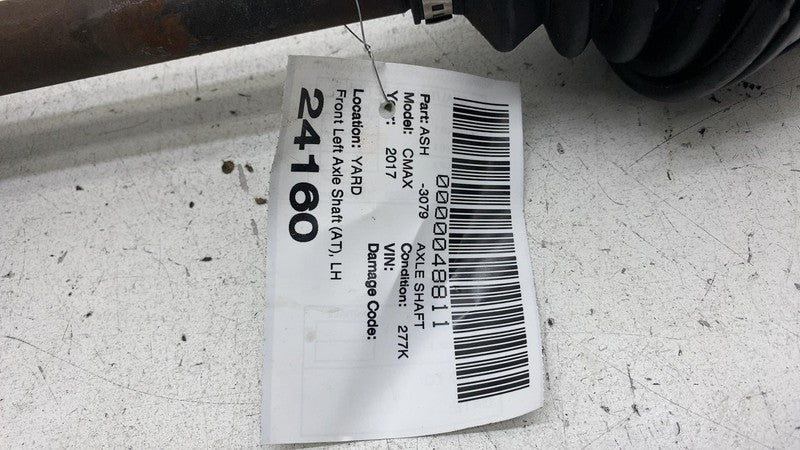 0000048811
Part: ASH -3079 AXLE SHAFT
Model: CMAX Condition: 277K
Year: 2017 VIN:
Damage Code:
Location: YARD
Front Left Axle Shaft (AT), LH
24160